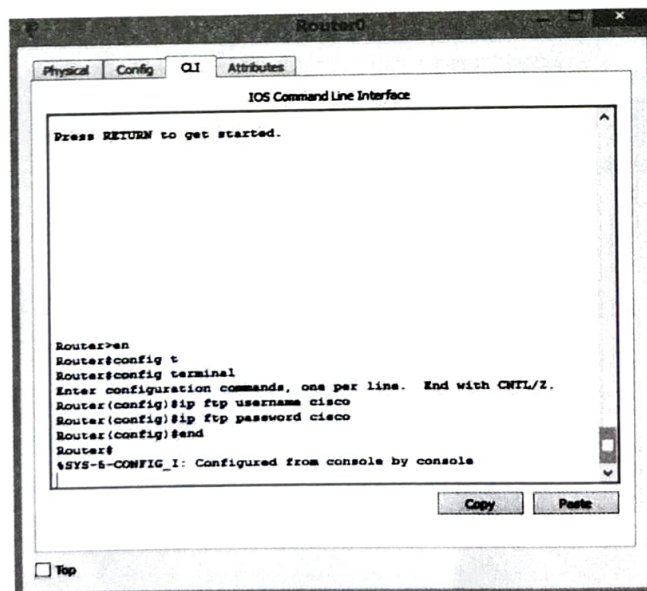 Router0
Physical Config CLI Attributes
IOS Command Line Interface
Press RETURN to get started.
Router>en
Router#config t
Router#config terminal
Enter configuration commands, one per line. End with CNTL/Z.
Router(config)#ip ftp username cisco
Router(config)#ip ftp password cisco
Router(config)#end
Router#
%SYS-5-CONFIG_I: Configured from console by console
Copy Paste
Top